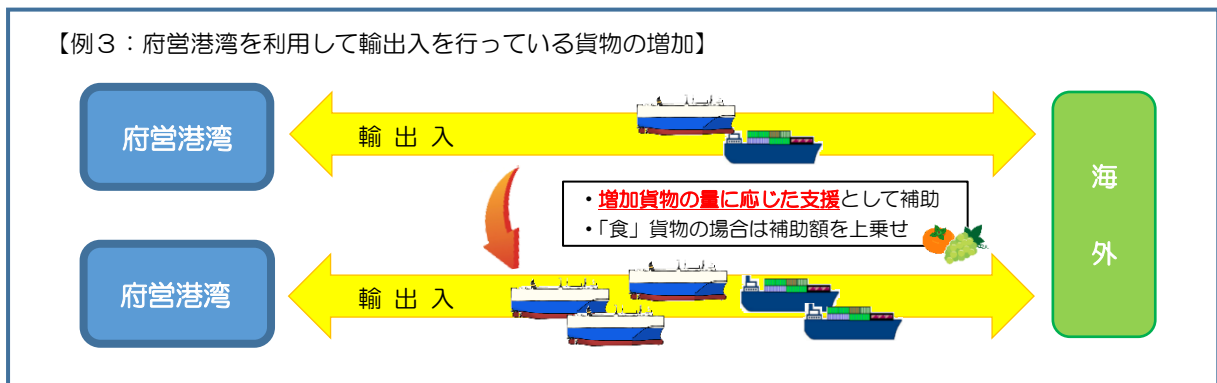 【例３：府営港湾を利用して輸出入を行っている貨物の増加】
府営港湾
輸 出 入
海
外
・増加貨物の量に応じた支援として補助
・「食」貨物の場合は補助額を上乗せ
府営港湾
輸 出 入